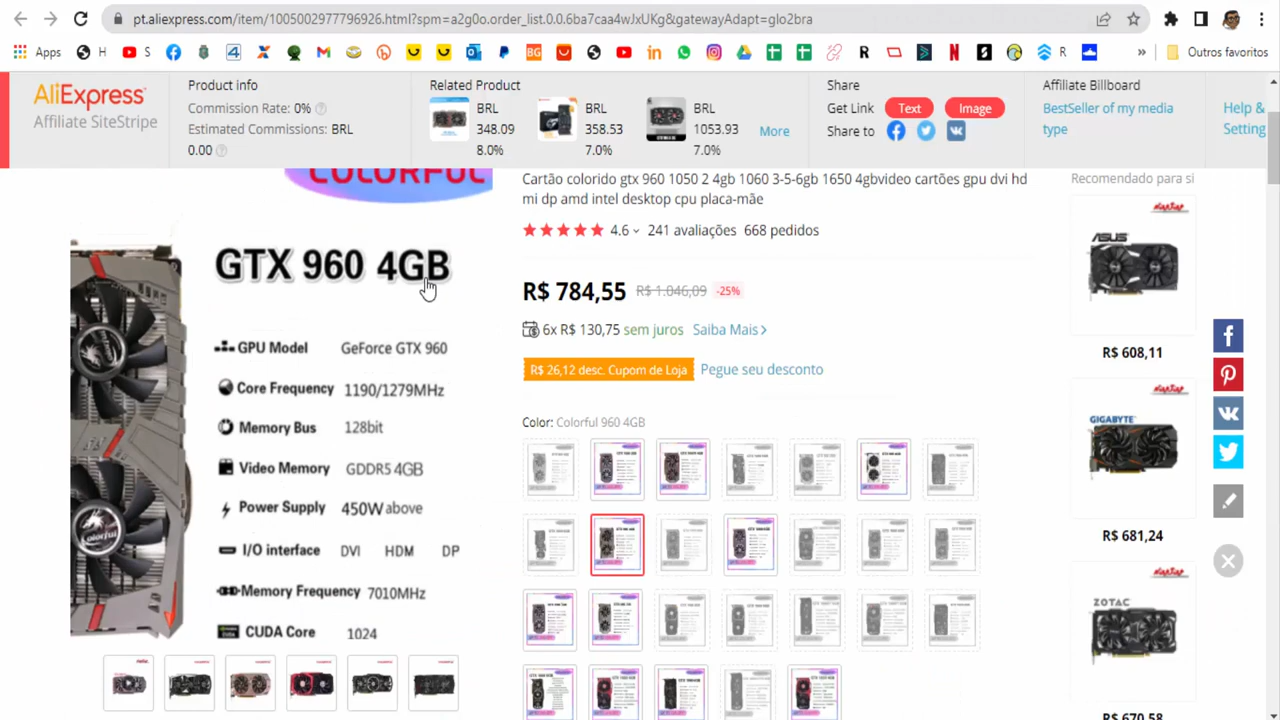 pt.aliexpress.com/item/1005002977796926.html?spm=a2g0o.order_list.0.0.6ba7caa4wJxUKg&gatewayAdapt=glo2bra
Apps
H
S
BG
R
N
R
»
Outros favoritos
AliExpress
Affiliate SiteStripe
Product info
Commission Rate: 0%
Estimated Commissions: BRL
0.00
Related Product
BRL
348.09
8.0%
BRL
358.53
7.0%
BRL
1053.93
7.0%
More
Share
Get Link Text Image
Share to
Affiliate Billboard
BestSeller of my media
type
Help &
Setting
COLORFUL
GTX 960 4GB
GPU Model GeForce GTX 960
Core Frequency 1190/1279MHz
Memory Bus 128bit
Video Memory GDDR5 4GB
Power Supply 450W above
I/O interface DVi HDM DP
Memory Frequency 7010MHz
CUDA Core 1024
Colorful
Cartão colorido gtx 960 1050 2 4gb 1060 3-5-6gb 1650 4gbvideo cartões gpu dvi hd
mi dp amd intel desktop cpu placa-mãe
4.6 241 avaliações 668 pedidos
R$ 784,55 R$ 1.046,09 -25%
6x R$ 130,75 sem juros Saiba Mais
R$ 26,12 desc. Cupom de Loja Pegue seu desconto
Color: Colorful 960 4GB
Recomendado para si
ASUS
R$ 608,11
GIGABYTE
R$ 681,24
ZOTAC
R$ 670,58